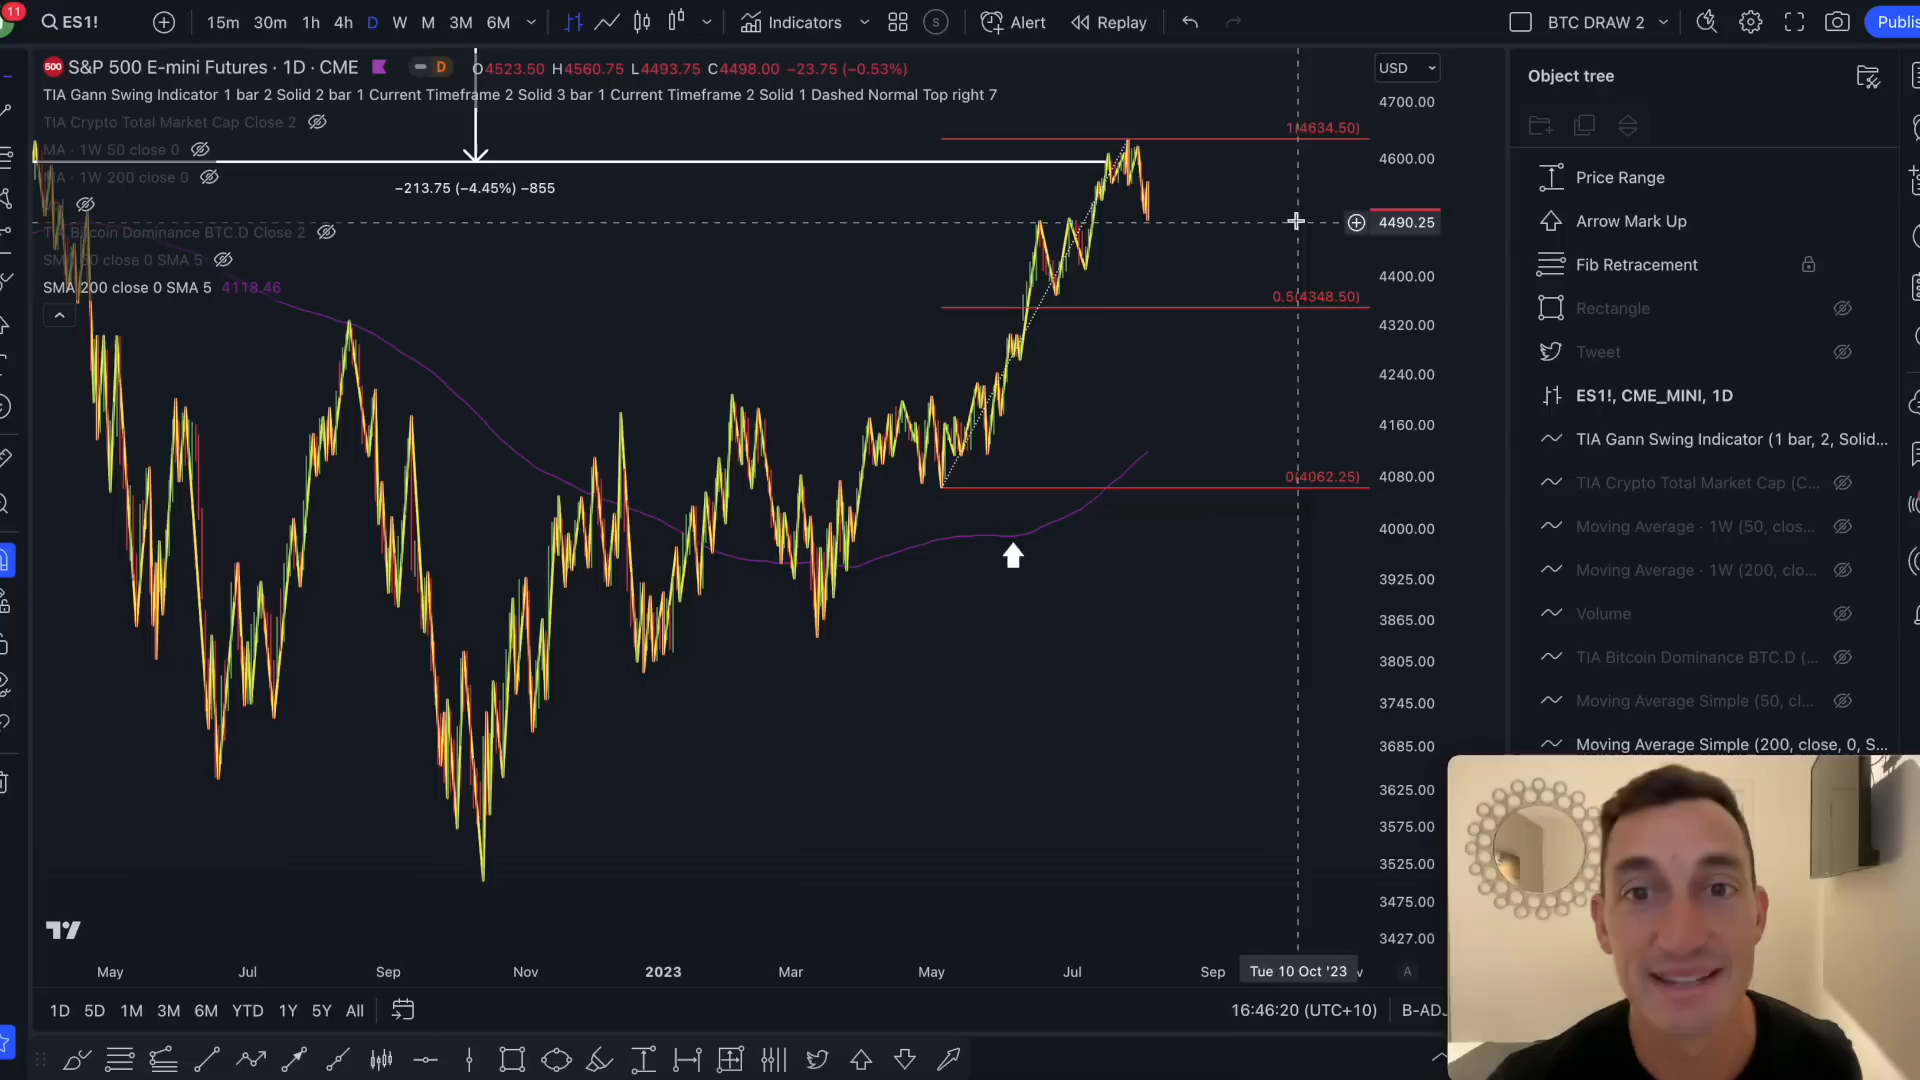 11
ES1!
15m 30m 1h 4h D W M 3M 6M
Indicators
S
Alert
Replay
BTC DRAW 2
Publis
500 S&P 500 E-mini Futures · 1D · CME
D
O4523.50 H4560.75 L4493.75 C4498.00 −23.75 (−0.53%)
TIA Gann Swing Indicator 1 bar 2 Solid 2 bar 1 Current Timeframe 2 Solid 3 bar 1 Current Timeframe 2 Solid 1 Dashed Normal Top right 7
TIA Crypto Total Market Cap Close 2
MA · 1W 50 close 0
MA · 1W 200 close 0
TIA Bitcoin Dominance BTC.D Close 2
SMA 50 close 0 SMA 5
SMA 200 close 0 SMA 5 4118.46
−213.75 (−4.45%) −855
1(4634.50)
0.5(4348.50)
0(4062.25)
USD
4700.00
4600.00
4490.25
4400.00
4320.00
4240.00
4160.00
4080.00
4000.00
3925.00
3865.00
3805.00
3745.00
3685.00
3625.00
3575.00
3525.00
3475.00
3427.00
May Jul Sep Nov 2023 Mar May Jul Sep Tue 10 Oct '23 v
A
1D 5D 1M 3M 6M YTD 1Y 5Y All
16:46:20 (UTC+10)
B-ADJ
Object tree
Price Range
Arrow Mark Up
Fib Retracement
Rectangle
Tweet
ES1!, CME_MINI, 1D
TIA Gann Swing Indicator (1 bar, 2, Solid...
TIA Crypto Total Market Cap (C...
Moving Average · 1W (50, clos...
Moving Average · 1W (200, clo...
Volume
TIA Bitcoin Dominance BTC.D (...
Moving Average Simple (50, cl...
Moving Average Simple (200, close, 0, S...